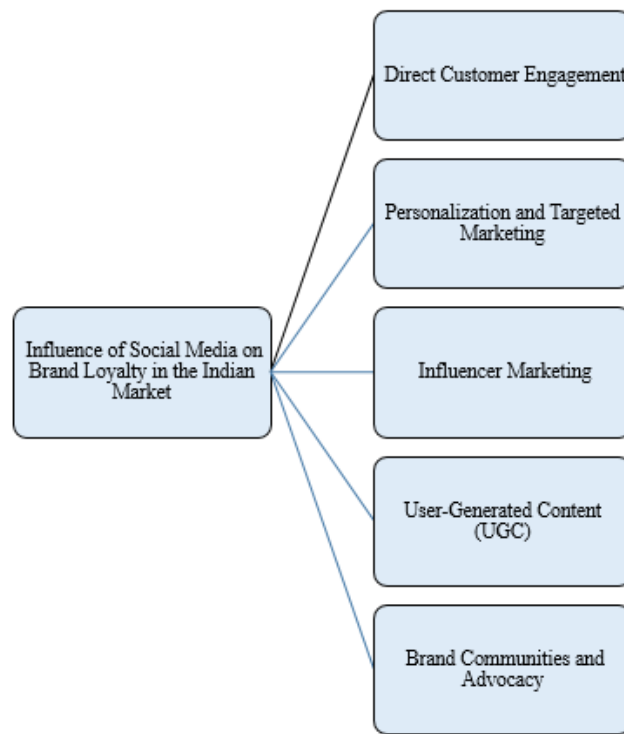 Direct Customer Engagement
Personalization and Targeted
Marketing
Influence of Social Media on
Brand Loyalty in the Indian
Market
Influencer Marketing
User-Generated Content
(UGC)
Brand Communities and
Advocacy